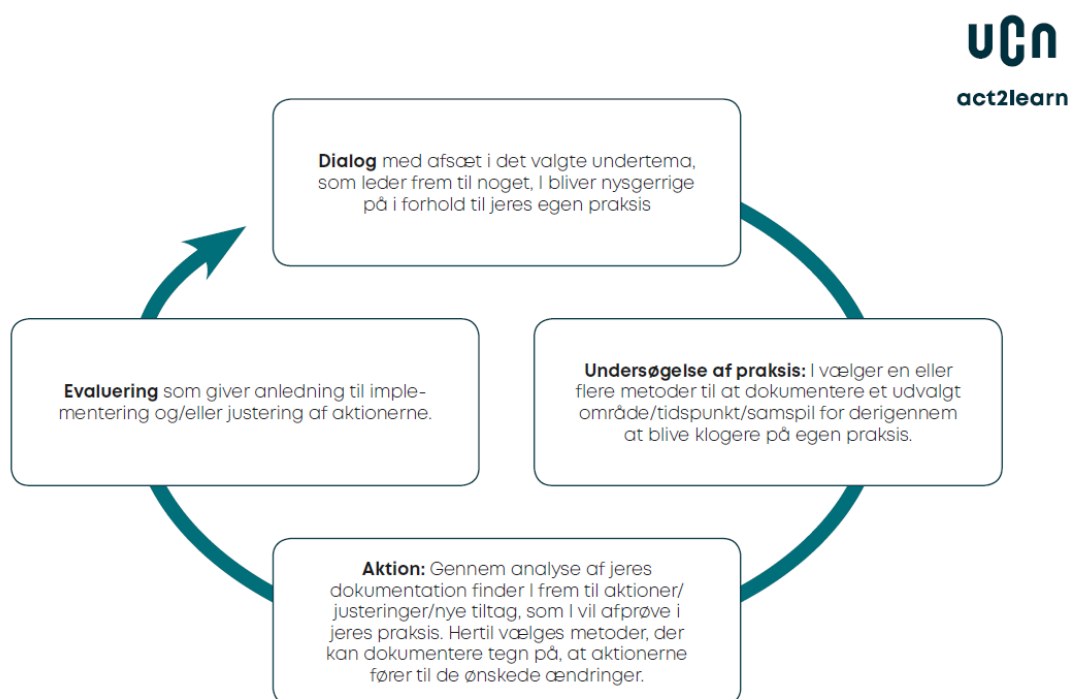 ucn
act2learn
Dialog med afsæt i det valgte undertema,
som leder frem til noget, I bliver nysgerrige
på i forhold til jeres egen praksis
Evaluering som giver anledning til imple-
mentering og/eller justering af aktionerne.
Undersøgelse af praksis: I vælger en eller
flere metoder til at dokumentere et udvalgt
område/tidspunkt/samspil for derigennem
at blive klogere på egen praksis.
Aktion: Gennem analyse af jeres
dokumentation finder I frem til aktioner/
justeringer/nye tiltag, som I vil afprøve i
jeres praksis. Hertil vælges metoder, der
kan dokumentere tegn på, at aktionerne
fører til de ønskede ændringer.